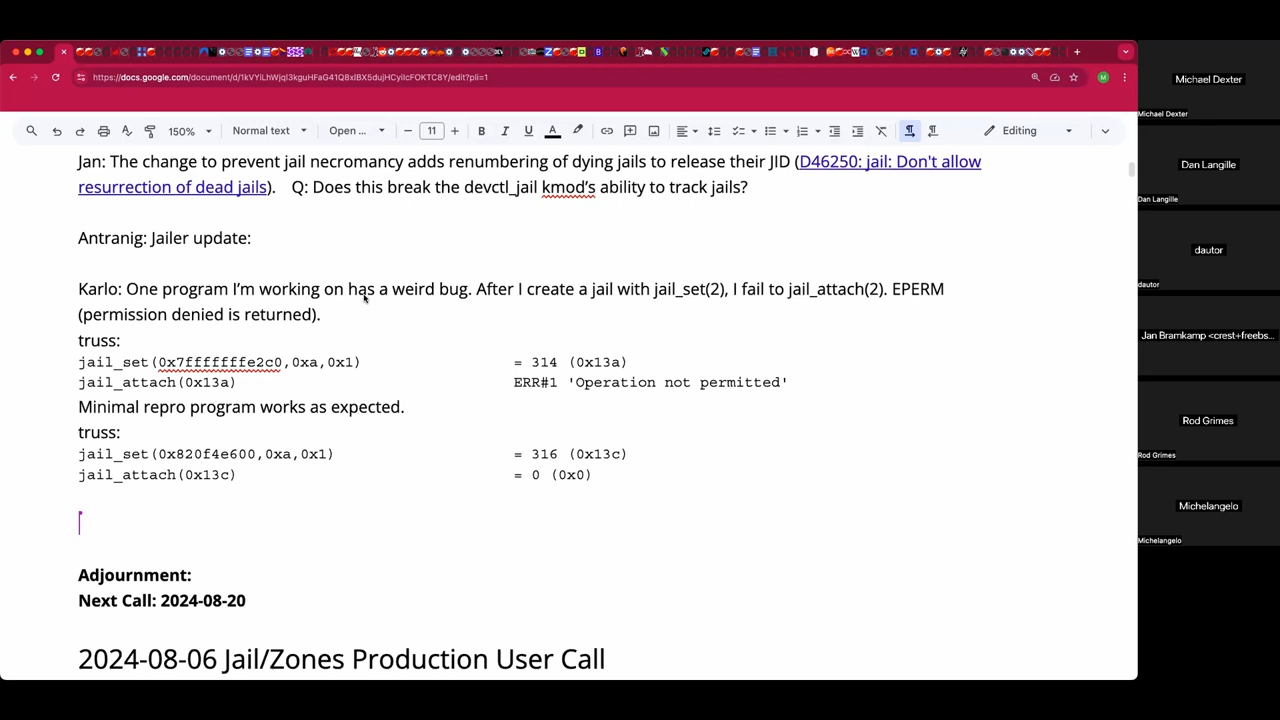 https://docs.google.com/document/d/1kVYiLhWjqI3kguHFaG41Q8xIBX5dujHCyiIcFOKTC8Y/edit?pli=1
150%
Normal text
Open ...
11
Editing
Jan: The change to prevent jail necromancy adds renumbering of dying jails to release their JID (D46250: jail: Don't allow
resurrection of dead jails). Q: Does this break the devctl_jail kmod's ability to track jails?
Antranig: Jailer update:
Karlo: One program I'm working on has a weird bug. After I create a jail with jail_set(2), I fail to jail_attach(2). EPERM
(permission denied is returned).
truss:
jail_set(0x7fffffffe2c0,0xa,0x1) = 314 (0x13a)
jail_attach(0x13a) ERR#1 'Operation not permitted'
Minimal repro program works as expected.
truss:
jail_set(0x820f4e600,0xa,0x1) = 316 (0x13c)
jail_attach(0x13c) = 0 (0x0)
Adjournment:
Next Call: 2024-08-20
2024-08-06 Jail/Zones Production User Call
Michael Dexter
Michael Dexter
Dan Langille
Dan Langille
dautor
dautor
Jan Bramkamp <crest+freebs...
Rod Grimes
Rod Grimes
Michelangelo
Michelangelo